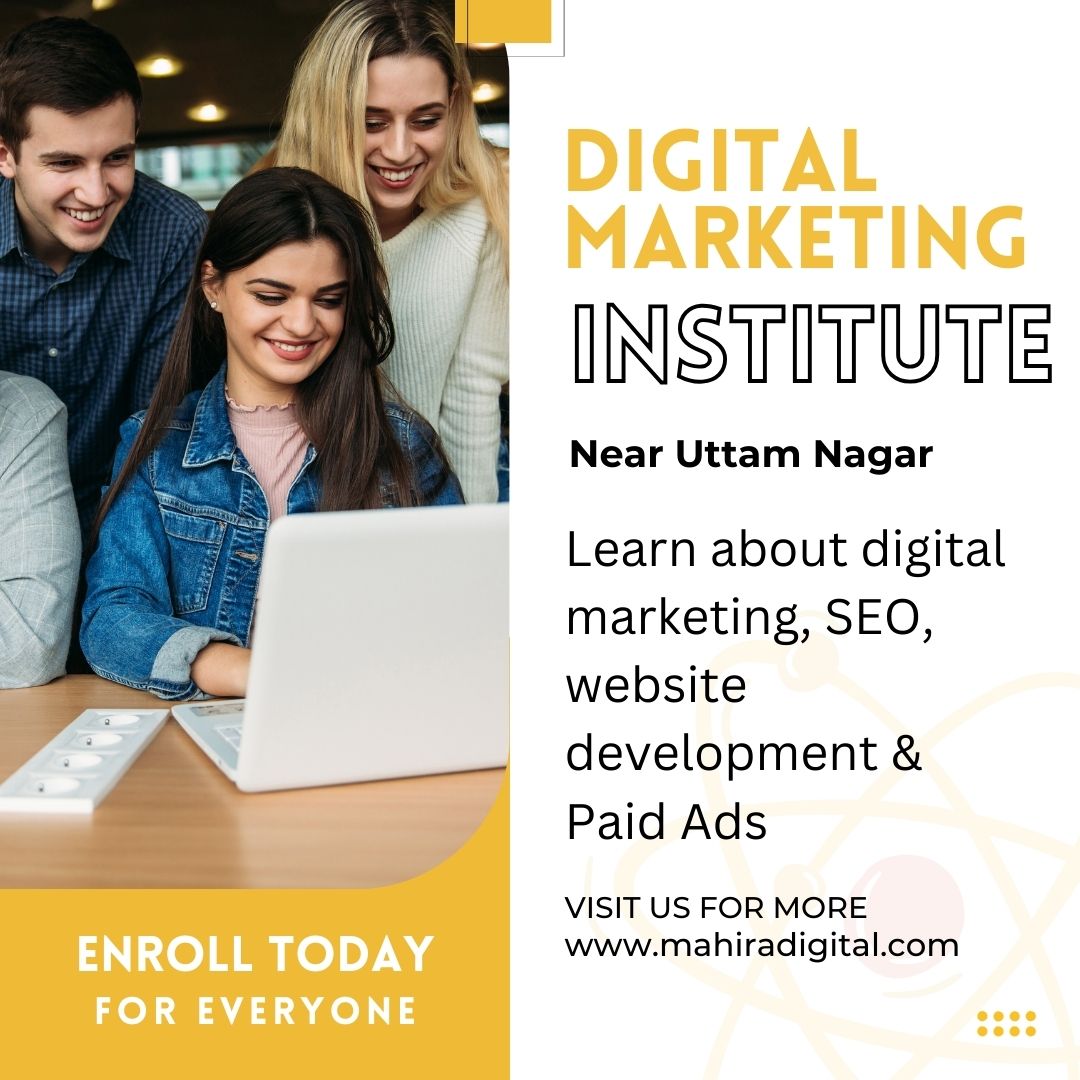 DIGITAL
MARKETING
INSTITUTE
Near Uttam Nagar
Learn about digital
marketing, SEO,
website
development &
Paid Ads
VISIT US FOR MORE
www.mahiradigital.com
ENROLL TODAY
FOR EVERYONE